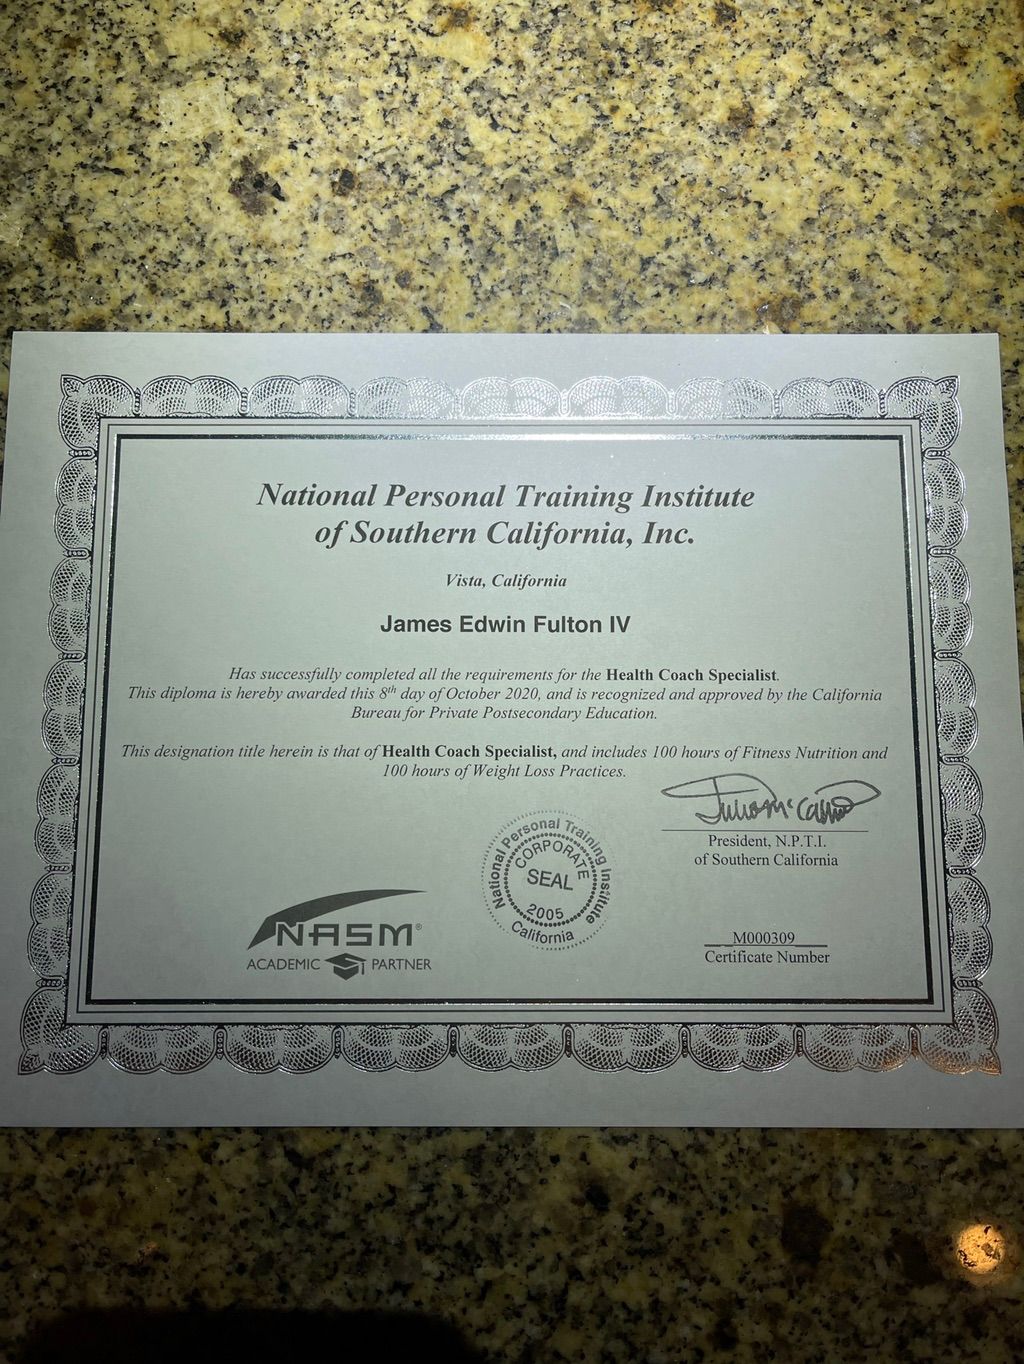 National Personal Training Institute
of Southern California, Inc.
Vista, California
James Edwin Fulton IV
Has successfully completed all the requirements for the Health Coach Specialist.
This diploma is hereby awarded this 8th day of October 2020, and is recognized and approved by the California
Bureau for Private Postsecondary Education.
This designation title herein is that of Health Coach Specialist, and includes 100 hours of Fitness Nutrition and
100 hours of Weight Loss Practices.
President, N.P.T.I.
of Southern California
National Personal Training Institute
CORPORATE
SEAL
2005
California
NASM®
ACADEMIC PARTNER
M000309
Certificate Number